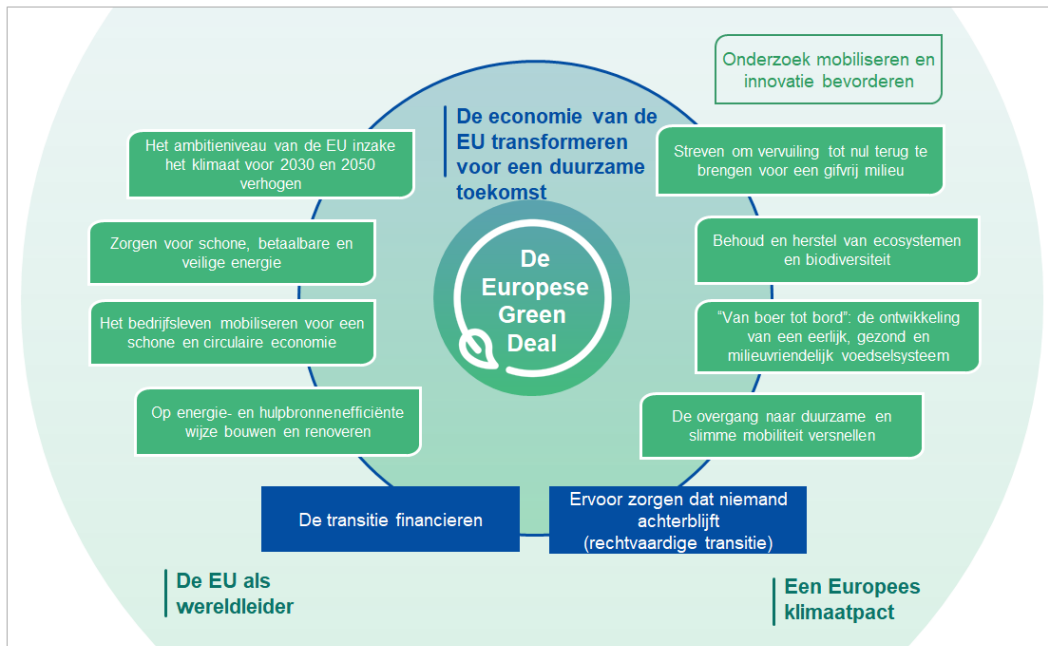 Onderzoek mobiliseren en
innovatie bevorderen
De economie van de
EU transformeren
voor een duurzame
toekomst
Het ambitieniveau van de EU inzake
het klimaat voor 2030 en 2050
verhogen
Streven om vervuiling tot nul terug te
brengen voor een gifvrij milieu
Zorgen voor schone, betaalbare en
veilige energie
Behoud en herstel van ecosystemen
en biodiversiteit
De
Europese
Green
Deal
Het bedrijfsleven mobiliseren voor een
schone en circulaire economie
"Van boer tot bord": de ontwikkeling
van een eerlijk, gezond en
milieuvriendelijk voedselsysteem
Op energie- en hulpbronnenefficiënte
wijze bouwen en renoveren
De overgang naar duurzame en
slimme mobiliteit versnellen
De transitie financieren
Ervoor zorgen dat niemand
achterblijft
(rechtvaardige transitie)
De EU als
wereldleider
Een Europees
klimaatpact